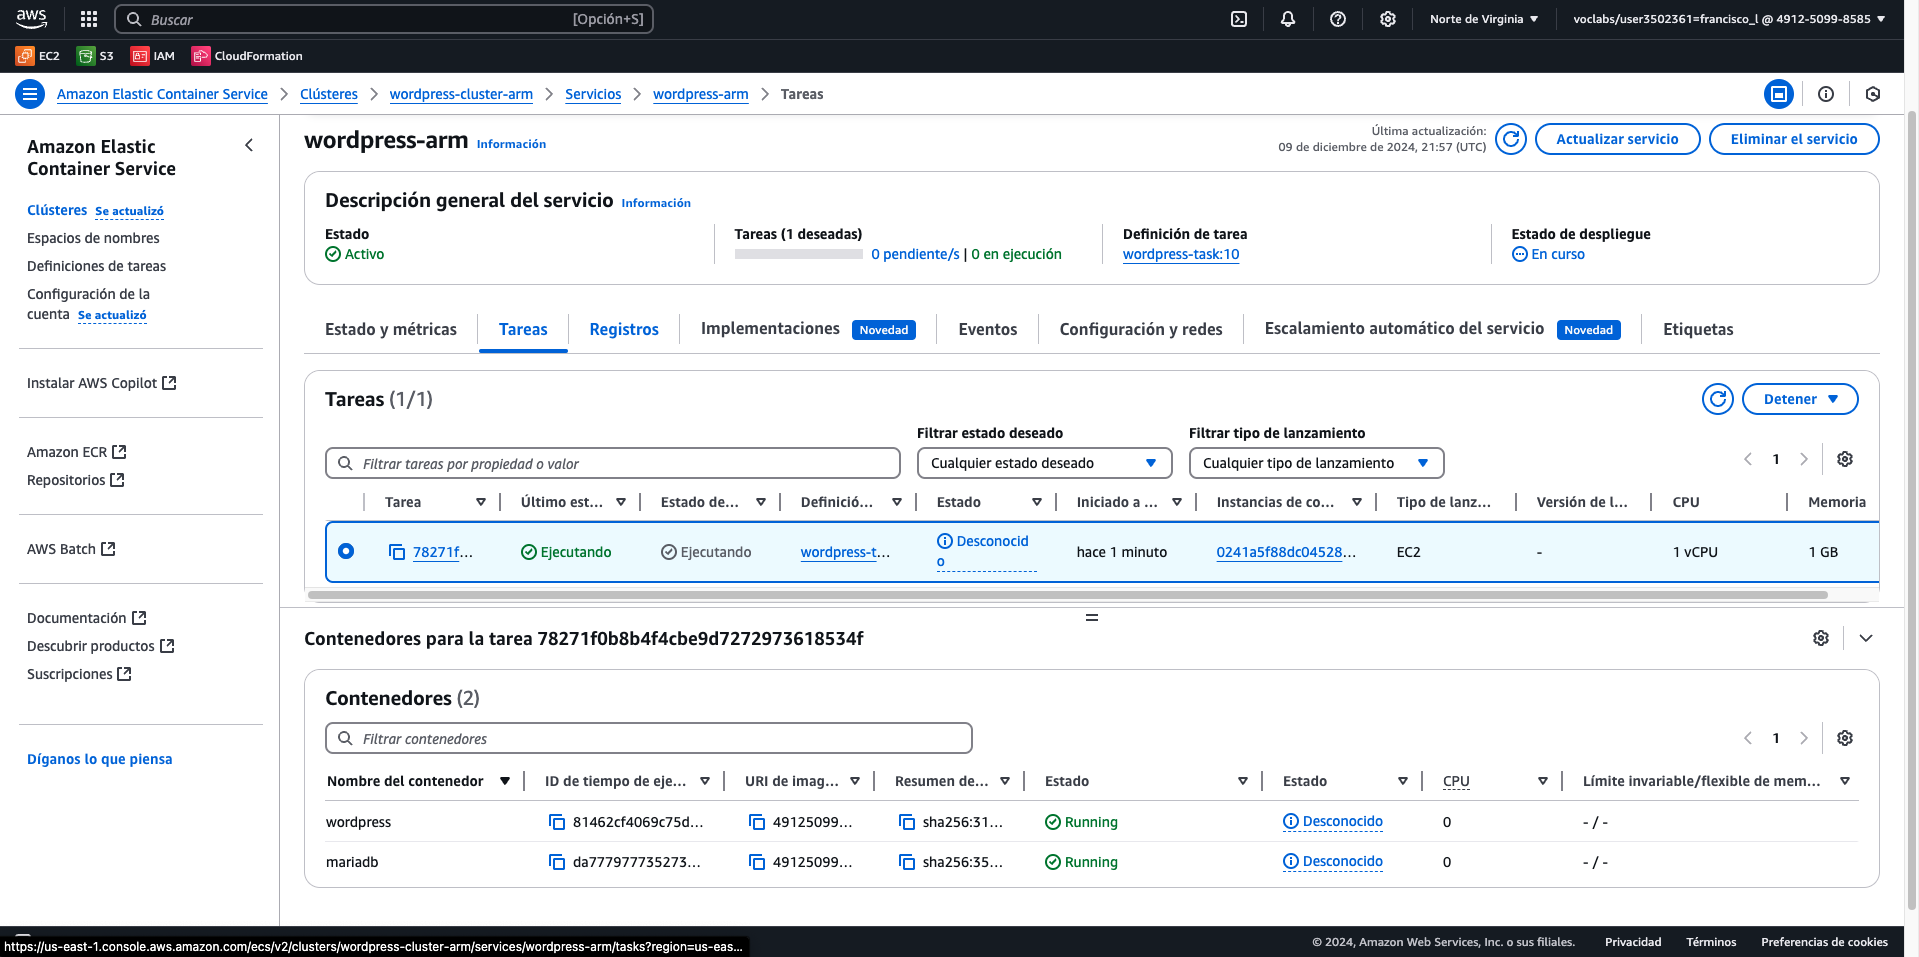 aws
Buscar [Opción+S]
Norte de Virginia
voclabs/user3502361=francisco_l @ 4912-5099-8585
EC2 S3 IAM CloudFormation
Amazon Elastic Container Service > Clústeres > wordpress-cluster-arm > Servicios > wordpress-arm > Tareas
Amazon Elastic
Container Service
Clústeres Se actualizó
Espacios de nombres
Definiciones de tareas
Configuración de la
cuenta Se actualizó
Instalar AWS Copilot
Amazon ECR
Repositorios
AWS Batch
Documentación
Descubrir productos
Suscripciones
Díganos lo que piensa
wordpress-arm Información
Última actualización:
09 de diciembre de 2024, 21:57 (UTC)
Actualizar servicio
Eliminar el servicio
Descripción general del servicio Información
Estado
Activo
Tareas (1 deseadas)
0 pendiente/s | 0 en ejecución
Definición de tarea
wordpress-task:10
Estado de despliegue
En curso
Estado y métricas Tareas Registros Implementaciones Novedad Eventos Configuración y redes Escalamiento automático del servicio Novedad Etiquetas
Tareas (1/1)
Detener
Filtrar estado deseado
Filtrar tipo de lanzamiento
Filtrar tareas por propiedad o valor
Cualquier estado deseado
Cualquier tipo de lanzamiento
1
Tarea Último est... Estado de... Definició... Estado Iniciado a ... Instancias de co... Tipo de lanz... Versión de l... CPU Memoria
78271f... Ejecutando Ejecutando wordpress-t... Desconocid
o hace 1 minuto 0241a5f88dc04528... EC2 - 1 vCPU 1 GB
Contenedores para la tarea 78271f0b8b4f4cbe9d7272973618534f
Contenedores (2)
Filtrar contenedores
1
Nombre del contenedor ID de tiempo de eje... URI de imag... Resumen de... Estado Estado CPU Límite invariable/flexible de mem...
wordpress 81462cf4069c75d... 49125099... sha256:31... Running Desconocido 0 - / -
mariadb da777977735273... 49125099... sha256:35... Running Desconocido 0 - / -
https://us-east-1.console.aws.amazon.com/ecs/v2/clusters/wordpress-cluster-arm/services/wordpress-arm/tasks?region=us-eas...
© 2024, Amazon Web Services, Inc. o sus filiales. Privacidad Términos Preferencias de cookies